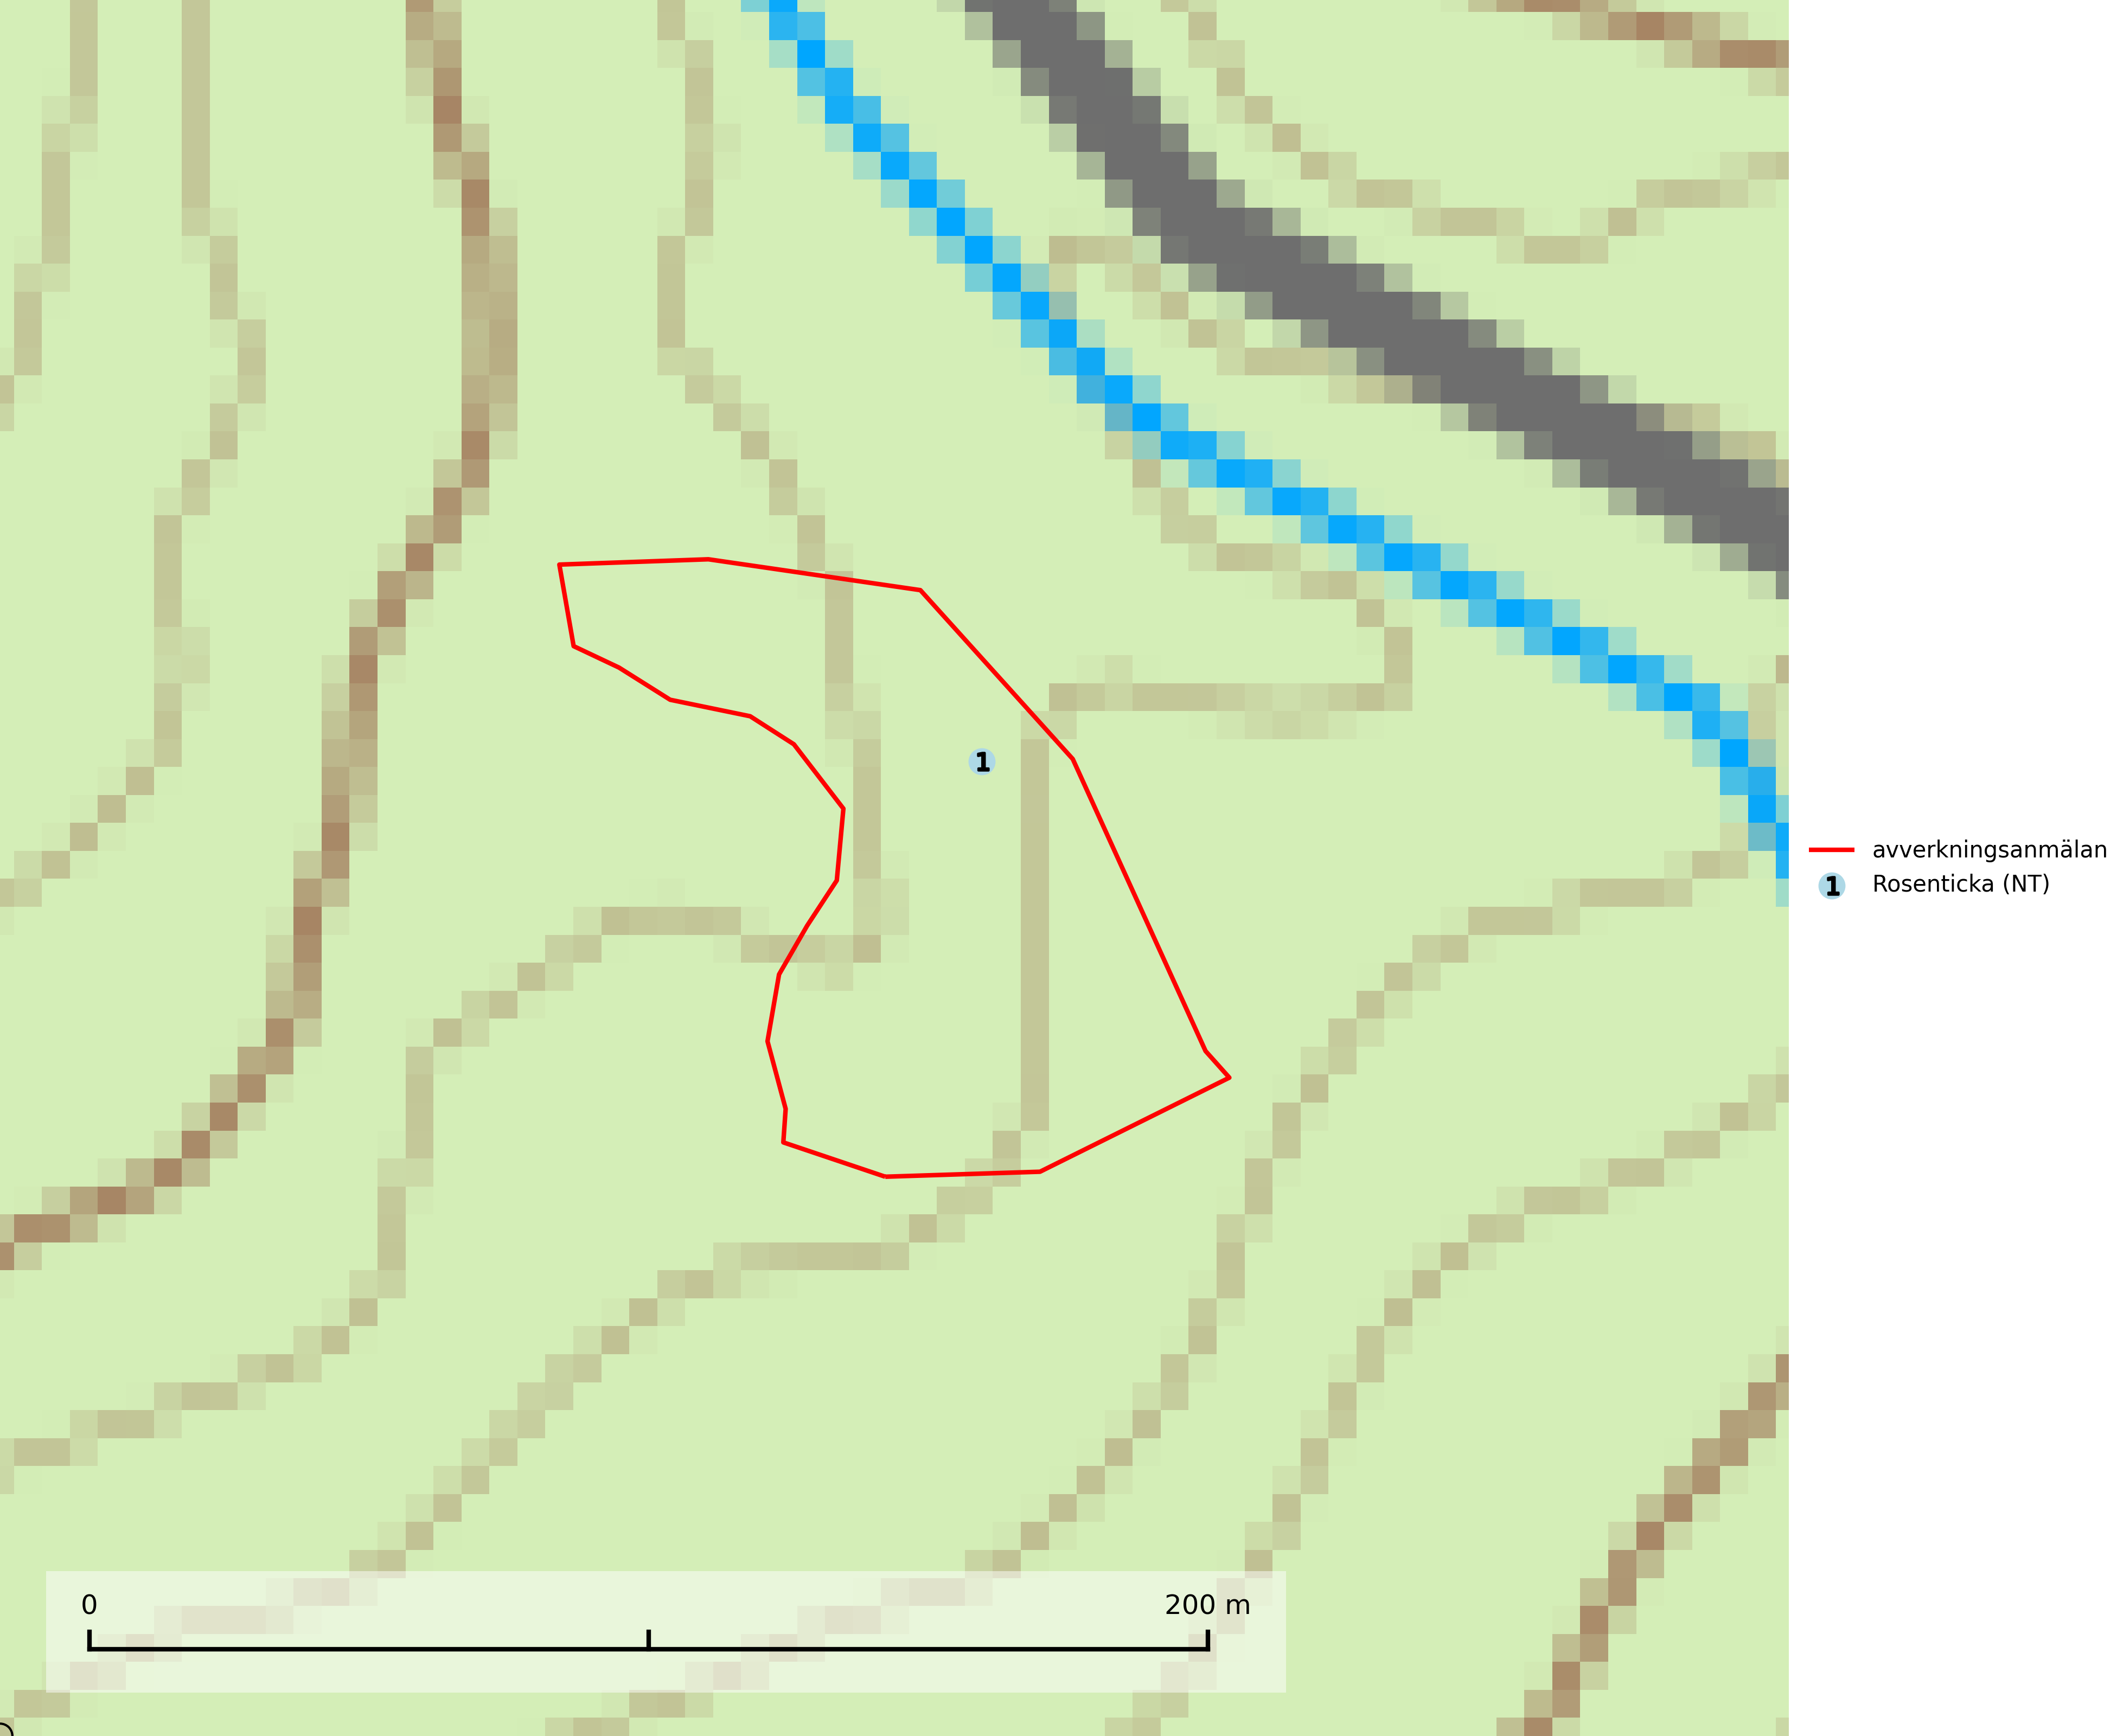 1
avverkningsanmälan
1 Rosenticka (NT)
0 200 m